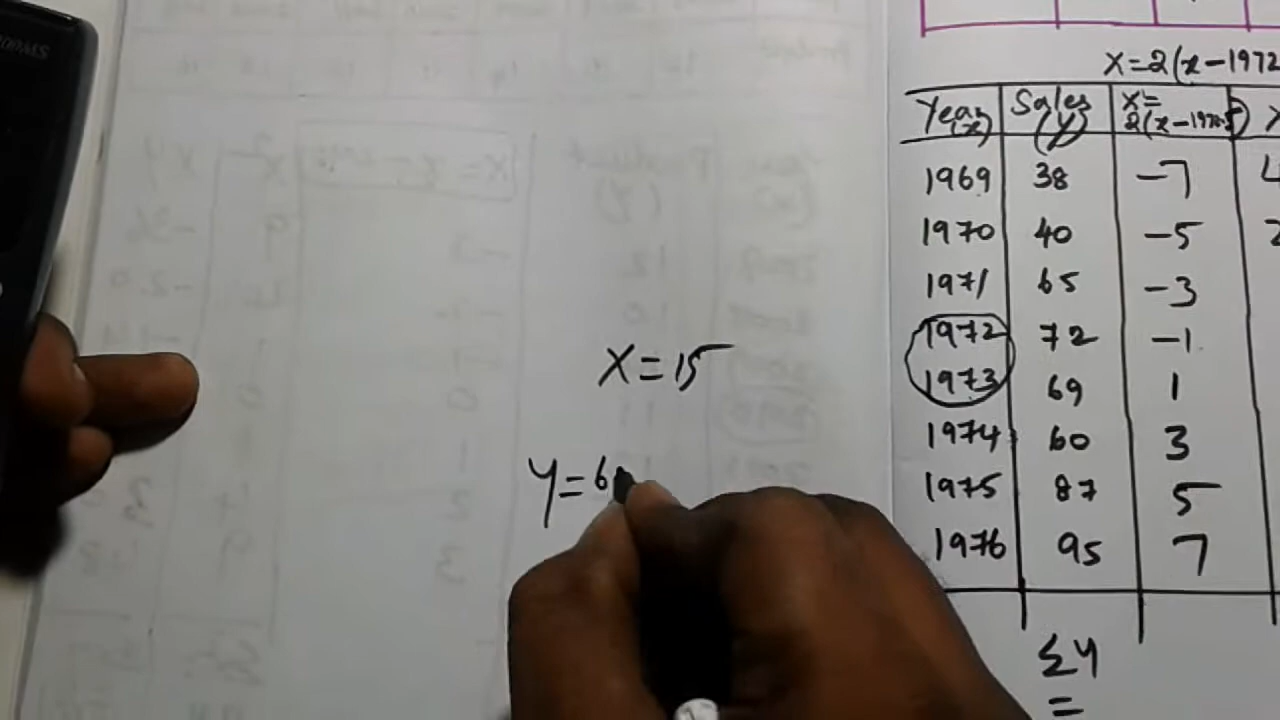 X=2(x-1972
Year (x) Sales (y) X= 2(x-1972.5)
1969 38 -7
1970 40 -5
1971 65 -3
1972 72 -1
1973 69 1
1974 60 3
1975 87 5
1976 95 7
Σy
=
X=15
y=6